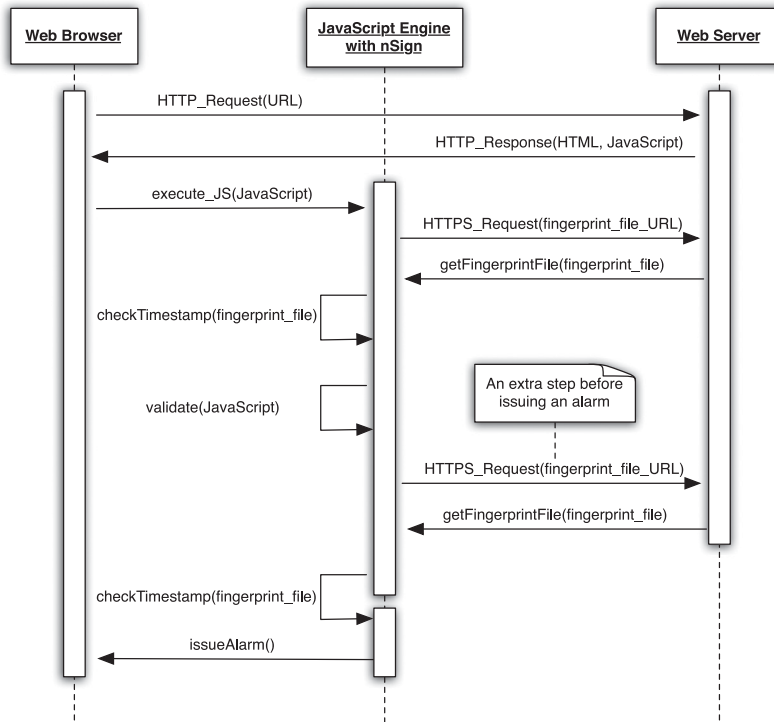 Web Browser
JavaScript Engine
with nSign
Web Server
HTTP_Request(URL)
HTTP_Response(HTML, JavaScript)
execute_JS(JavaScript)
HTTPS_Request(fingerprint_file_URL)
getFingerprintFile(fingerprint_file)
checkTimestamp(fingerprint_file)
validate(JavaScript)
An extra step before
issuing an alarm
HTTPS_Request(fingerprint_file_URL)
getFingerprintFile(fingerprint_file)
checkTimestamp(fingerprint_file)
issueAlarm()